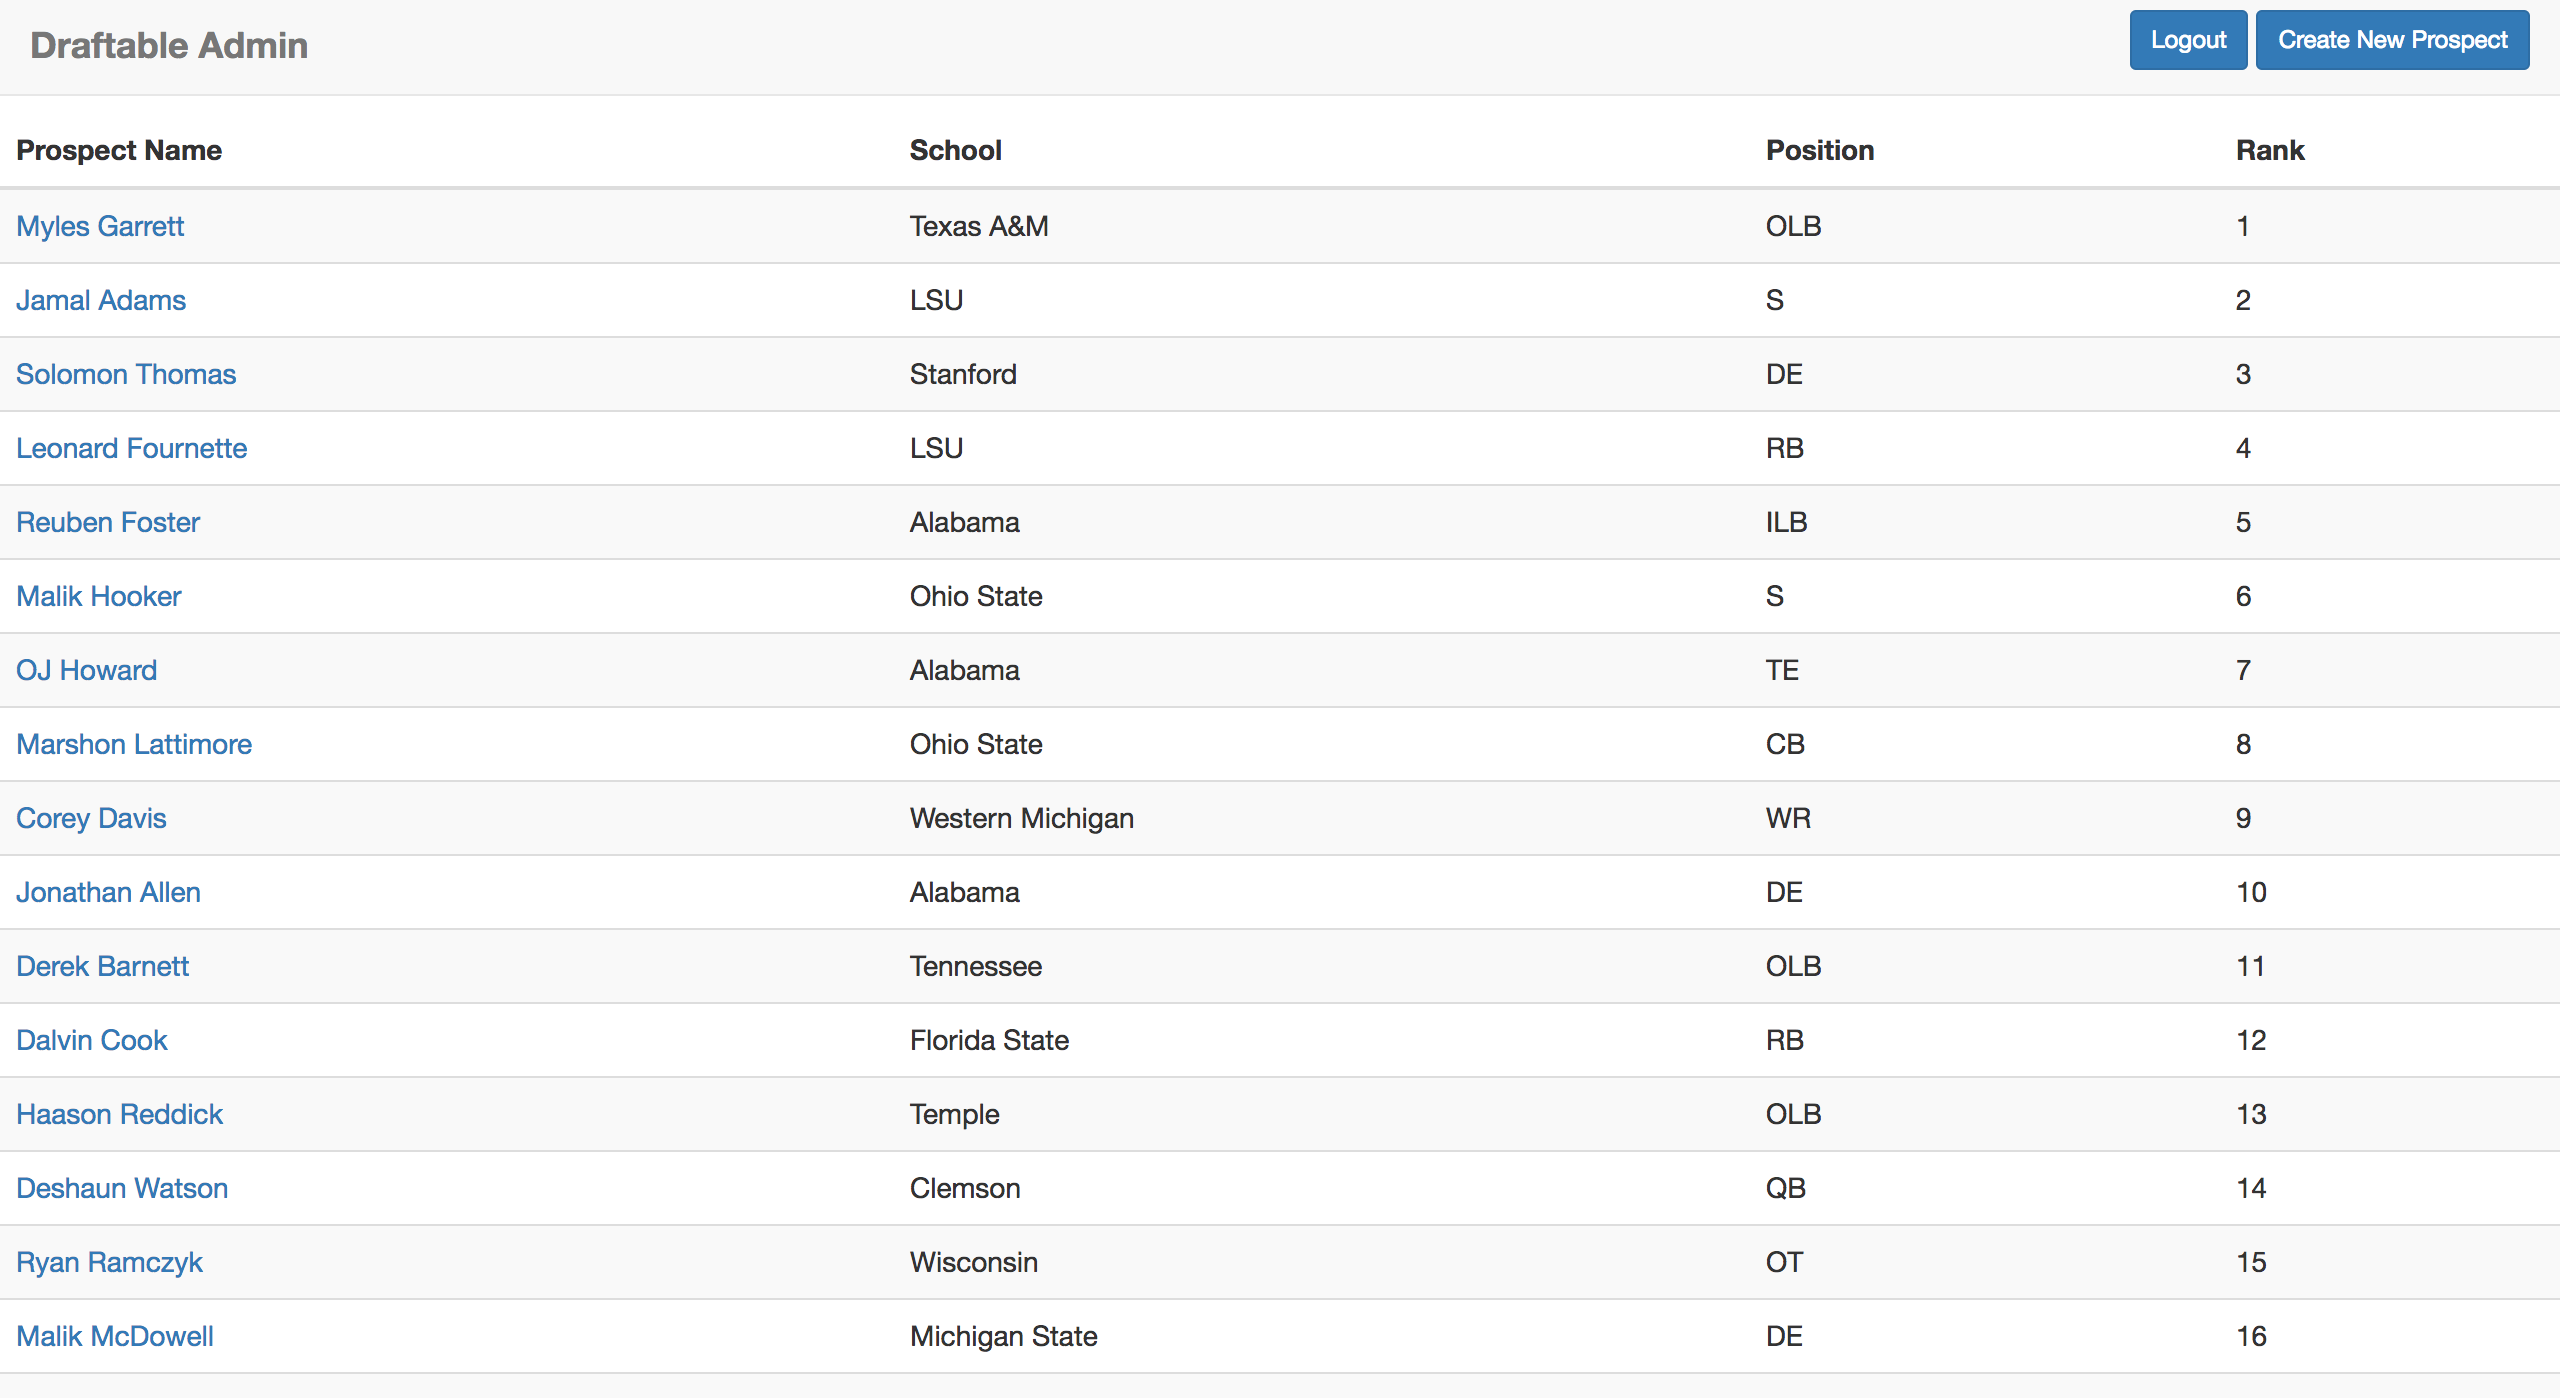 Draftable Admin Logout Create New Prospect
Prospect Name School Position Rank
Myles Garrett Texas A&M OLB 1
Jamal Adams LSU S 2
Solomon Thomas Stanford DE 3
Leonard Fournette LSU RB 4
Reuben Foster Alabama ILB 5
Malik Hooker Ohio State S 6
OJ Howard Alabama TE 7
Marshon Lattimore Ohio State CB 8
Corey Davis Western Michigan WR 9
Jonathan Allen Alabama DE 10
Derek Barnett Tennessee OLB 11
Dalvin Cook Florida State RB 12
Haason Reddick Temple OLB 13
Deshaun Watson Clemson QB 14
Ryan Ramczyk Wisconsin OT 15
Malik McDowell Michigan State DE 16